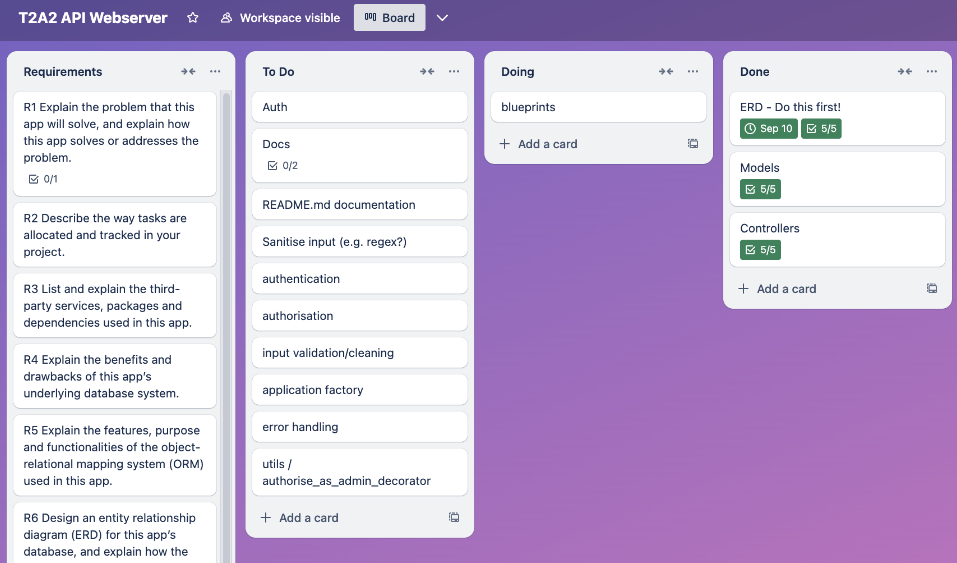 T2A2 API Webserver
Workspace visible
Board
Requirements
R1 Explain the problem that this
app will solve, and explain how
this app solves or addresses the
problem.
0/1
R2 Describe the way tasks are
allocated and tracked in your
project.
R3 List and explain the third-
party services, packages and
dependencies used in this app.
R4 Explain the benefits and
drawbacks of this app’s
underlying database system.
R5 Explain the features, purpose
and functionalities of the object-
relational mapping system (ORM)
used in this app.
R6 Design an entity relationship
diagram (ERD) for this app’s
database, and explain how the
To Do
Auth
Docs
0/2
README.md documentation
Sanitise input (e.g. regex?)
authentication
authorisation
input validation/cleaning
application factory
error handling
utils /
authorise_as_admin_decorator
Add a card
Doing
blueprints
Add a card
Done
ERD - Do this first!
Sep 10
5/5
Models
5/5
Controllers
5/5
Add a card